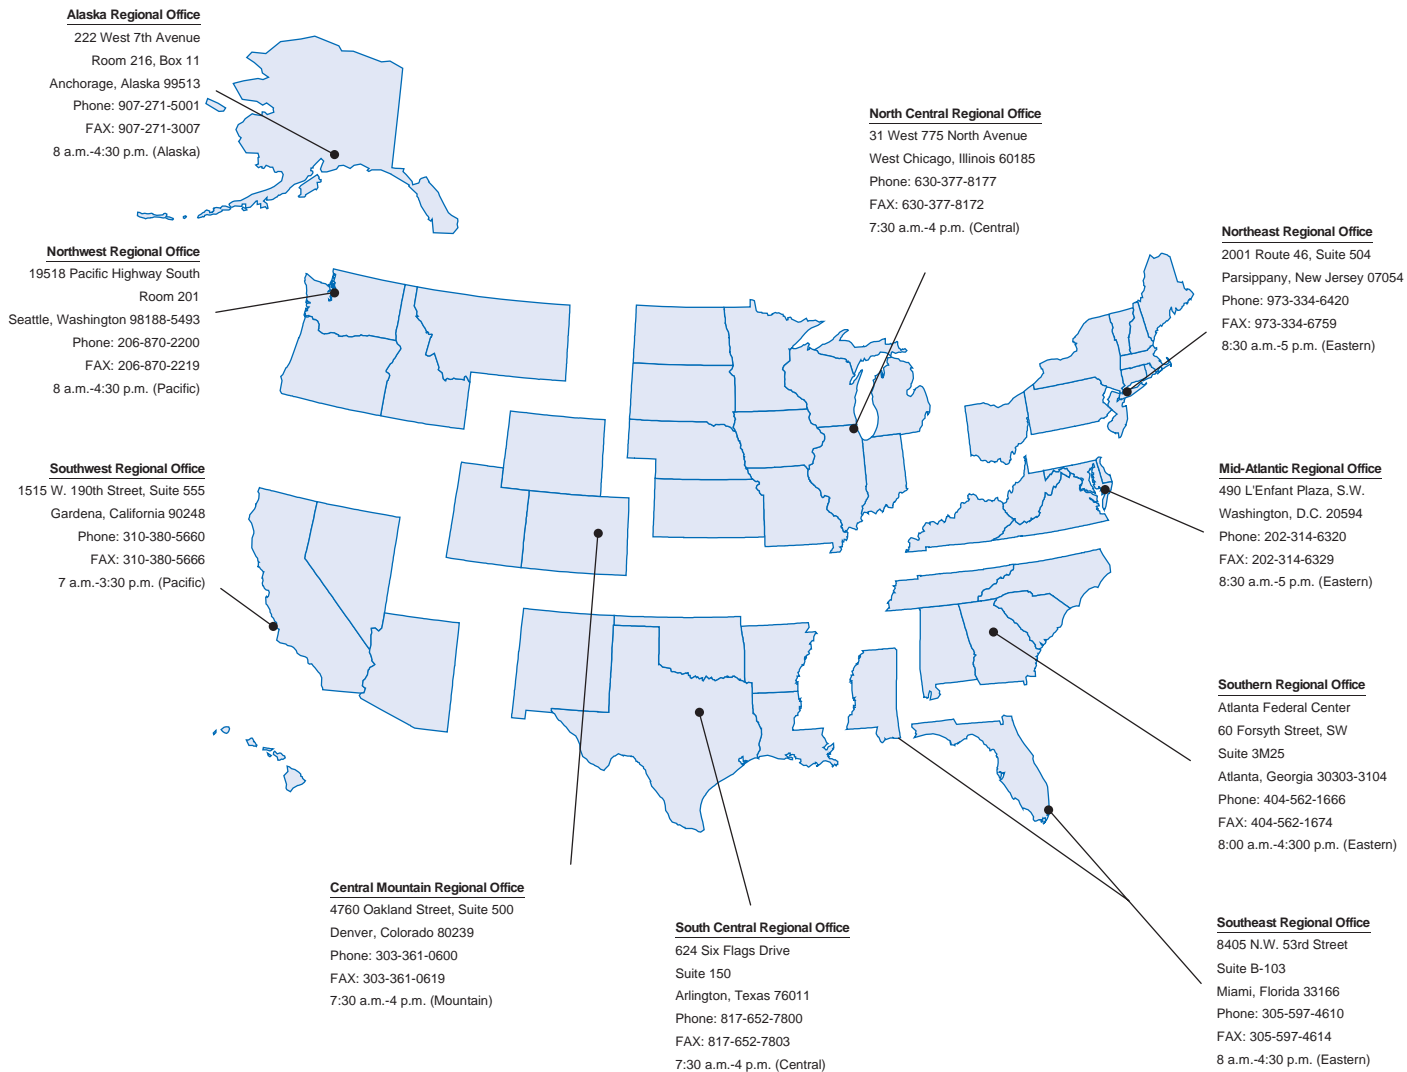 Alaska Regional Office
222 West 7th Avenue
Room 216, Box 11
Anchorage, Alaska 99513
Phone: 907-271-5001
FAX: 907-271-3007
8 a.m.-4:30 p.m. (Alaska)
North Central Regional Office
31 West 775 North Avenue
West Chicago, Illinois 60185
Phone: 630-377-8177
FAX: 630-377-8172
7:30 a.m.-4 p.m. (Central)
Northeast Regional Office
2001 Route 46, Suite 504
Parsippany, New Jersey 07054
Phone: 973-334-6420
FAX: 973-334-6759
8:30 a.m.-5 p.m. (Eastern)
Northwest Regional Office
19518 Pacific Highway South
Room 201
Seattle, Washington 98188-5493
Phone: 206-870-2200
FAX: 206-870-2219
8 a.m.-4:30 p.m. (Pacific)
Southwest Regional Office
1515 W. 190th Street, Suite 555
Gardena, California 90248
Phone: 310-380-5660
FAX: 310-380-5666
7 a.m.-3:30 p.m. (Pacific)
Mid-Atlantic Regional Office
490 L'Enfant Plaza, S.W.
Washington, D.C. 20594
Phone: 202-314-6320
FAX: 202-314-6329
8:30 a.m.-5 p.m. (Eastern)
Southern Regional Office
Atlanta Federal Center
60 Forsyth Street, SW
Suite 3M25
Atlanta, Georgia 30303-3104
Phone: 404-562-1666
FAX: 404-562-1674
8:00 a.m.-4:300 p.m. (Eastern)
Central Mountain Regional Office
4760 Oakland Street, Suite 500
Denver, Colorado 80239
Phone: 303-361-0600
FAX: 303-361-0619
7:30 a.m.-4 p.m. (Mountain)
South Central Regional Office
624 Six Flags Drive
Suite 150
Arlington, Texas 76011
Phone: 817-652-7800
FAX: 817-652-7803
7:30 a.m.-4 p.m. (Central)
Southeast Regional Office
8405 N.W. 53rd Street
Suite B-103
Miami, Florida 33166
Phone: 305-597-4610
FAX: 305-597-4614
8 a.m.-4:30 p.m. (Eastern)